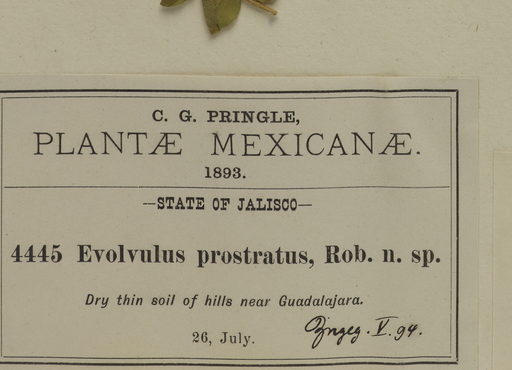 C. G. PRINGLE,
PLANTÆ MEXICANÆ.
1893.
—STATE OF JALISCO—
4445 Evolvulus prostratus, Rob. n. sp.
Dry thin soil of hills near Guadalajara.
26, July.
V. 94.